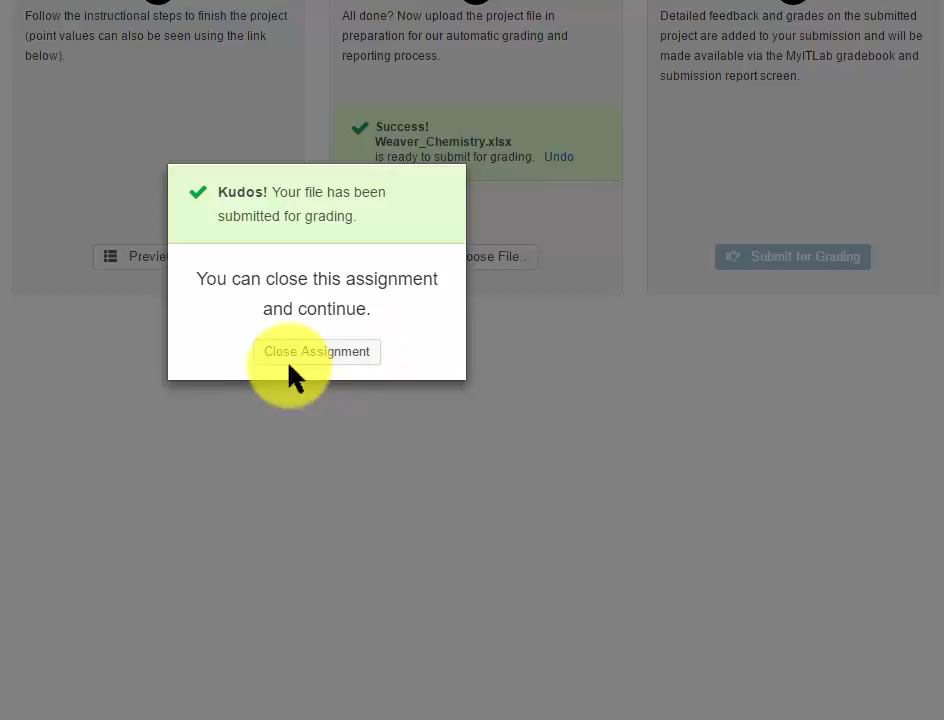 Follow the instructional steps to finish the project
(point values can also be seen using the link
below).
All done? Now upload the project file in
preparation for our automatic grading and
reporting process.
Detailed feedback and grades on the submitted
project are added to your submission and will be
made available via the MyITLab gradebook and
submission report screen.
Success!
Weaver_Chemistry.xlsx
is ready to submit for grading. Undo
Kudos! Your file has been
submitted for grading.
You can close this assignment
and continue.
Close Assignment
File..
Submit for Grading